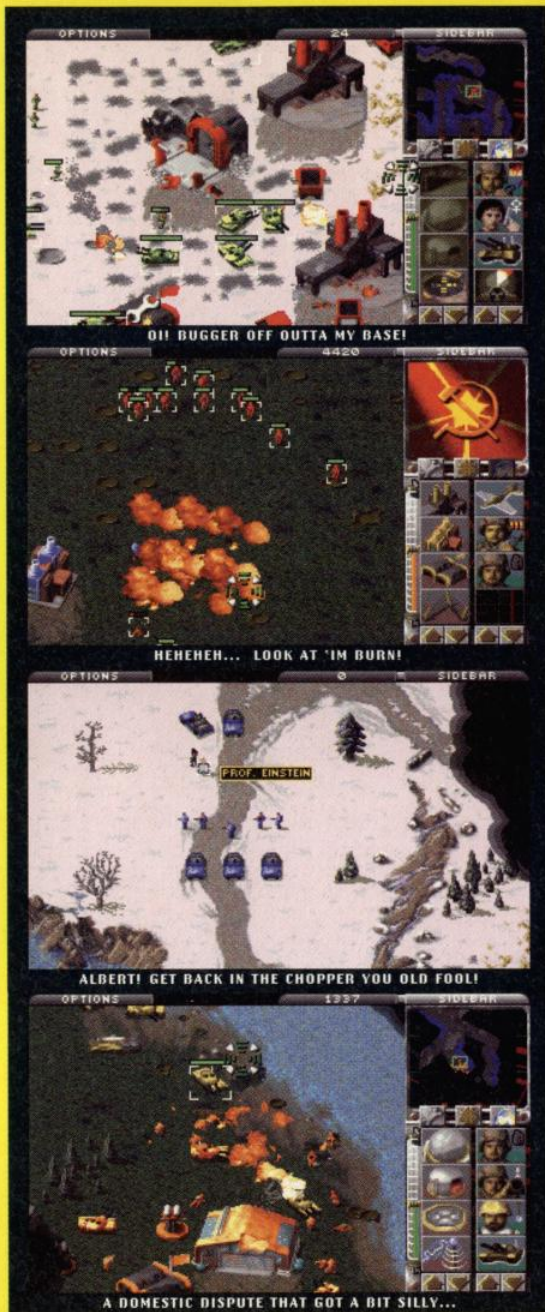 OPTIONS 24 SIDEBAR
OI! BUGGER OFF OUTTA MY BASE!
OPTIONS 4420 SIDEBAR
HEHEHEH... LOOK AT 'IM BURN!
OPTIONS 0 SIDEBAR
PROF. EINSTEIN
ALBERT! GET BACK IN THE CHOPPER YOU OLD FOOL!
OPTIONS 1337 SIDEBAR
A DOMESTIC DISPUTE THAT GOT A BIT SILLY...